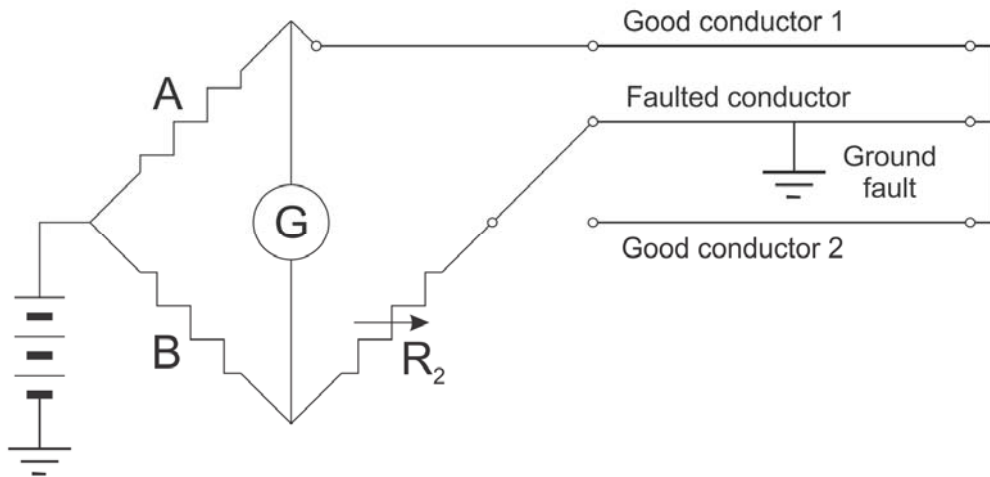 Good conductor 1
A
Faulted conductor
Ground
fault
G
Good conductor 2
B
R₂